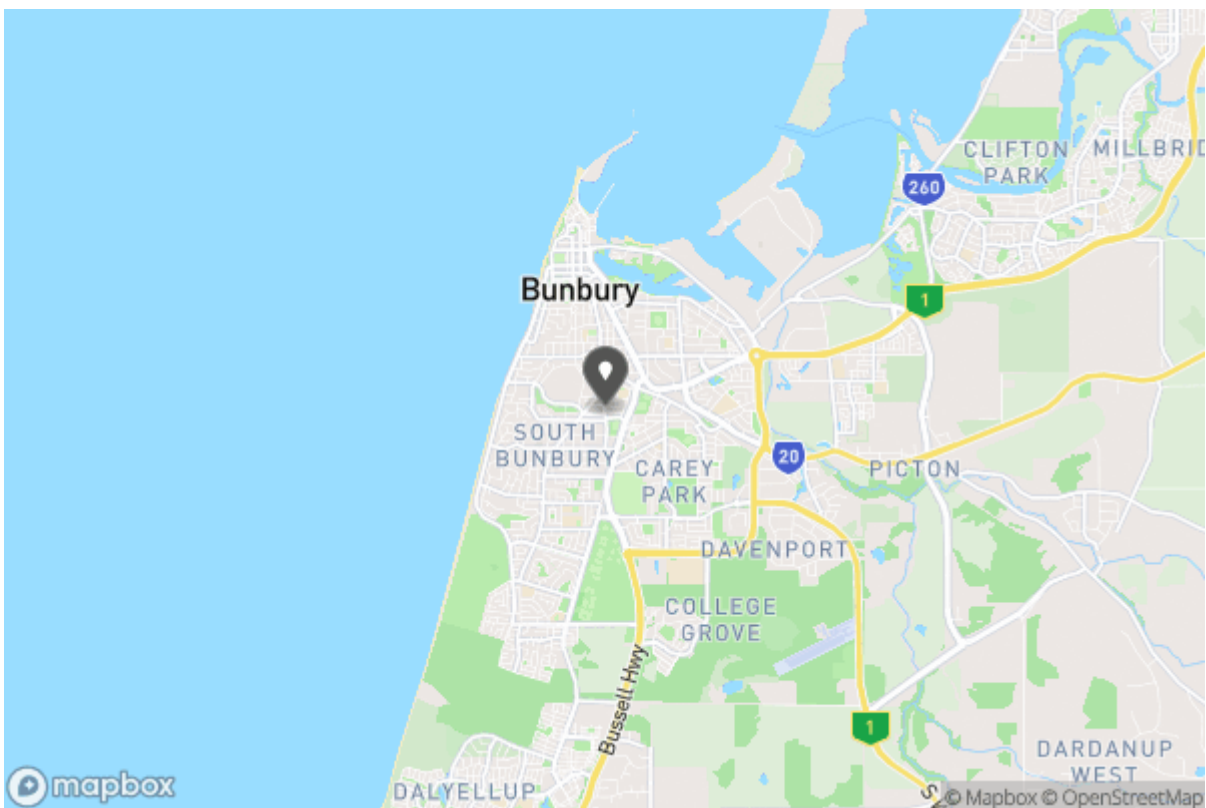 CLIFTON
PARK
MILLBRID
260
Bunbury
1
SOUTH
BUNBURY
CAREY
PARK
20
PICTON
DAVENPORT
COLLEGE
GROVE
Bussell Hwy
1
DARDANUP
WEST
DALYELLUP
S
mapbox
© Mapbox © OpenStreetMap